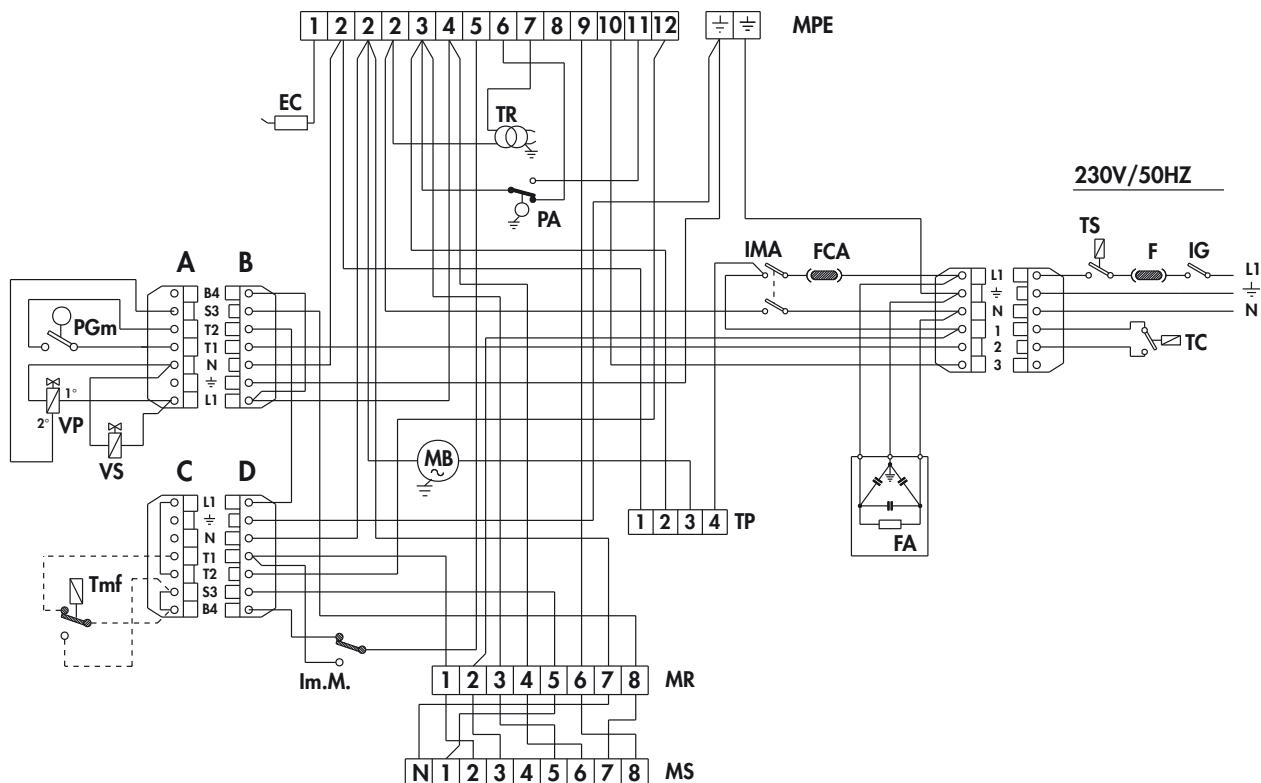 1 2 2 2 3 4 5 6 7 8 9 10 11 12 MPE
EC
TR
PA
230V/50HZ
IMA FCA TS F IG
L1
N
A B
B4
S3
T2
T1
N
L1
PGm
1°
2° VP
VS
L1
N
1
2
3
TC
MB
1 2 3 4 TP
FA
C D
L1
N
T1
T2
S3
B4
Tmf
Im.M.
1 2 3 4 5 6 7 8 MR
N 1 2 3 4 5 6 7 8 MS